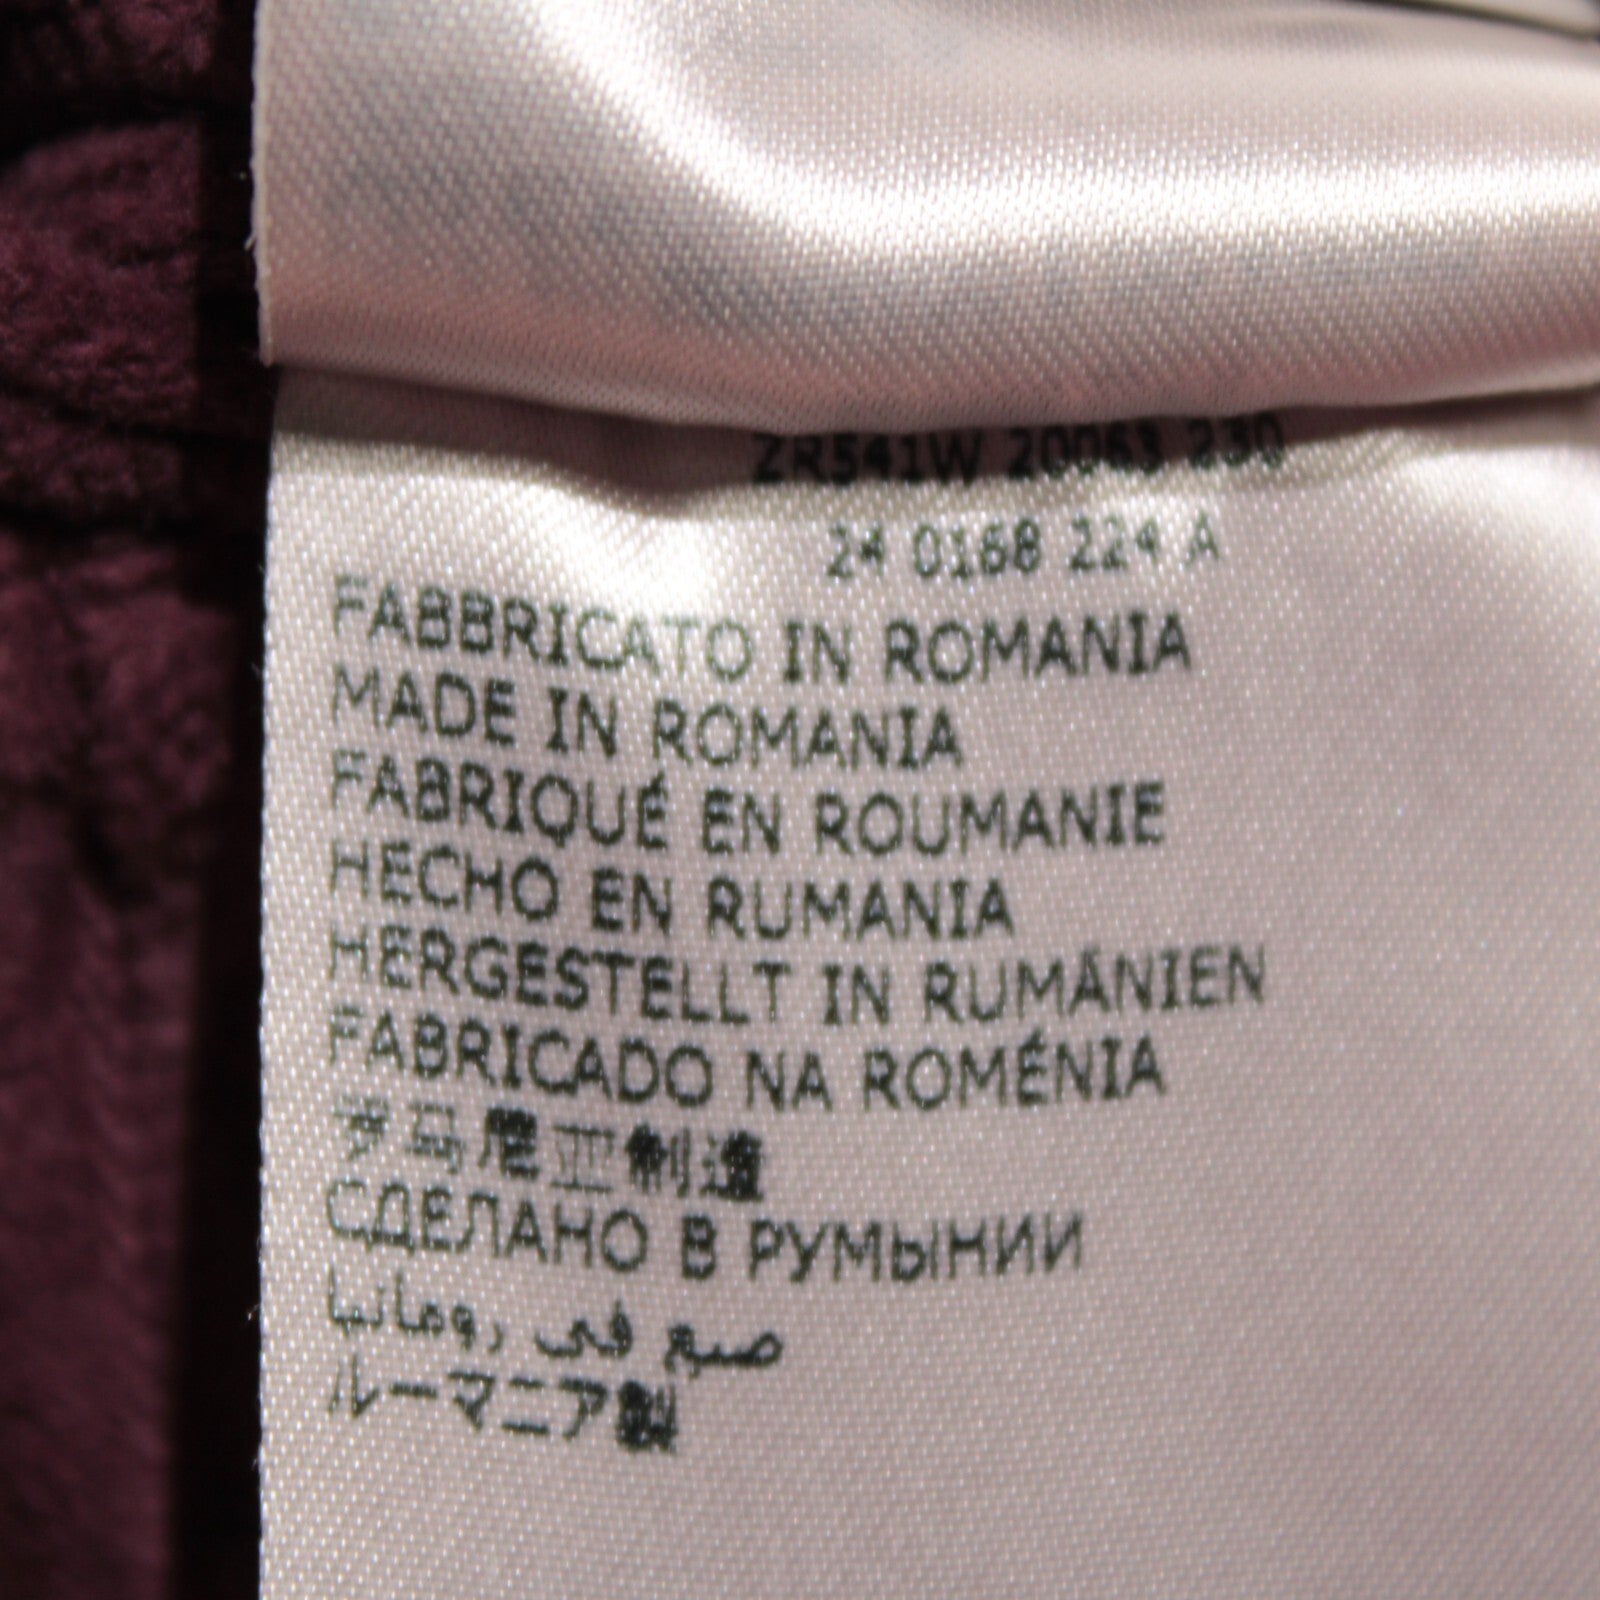 ZR541W 20063 230
24 0168 224 A
FABBRICATO IN ROMANIA
MADE IN ROMANIA
FABRIQUÉ EN ROUMANIE
HECHO EN RUMANIA
HERGESTELLT IN RUMÄNIEN
FABRICADO NA ROMÉNIA
罗马尼亚制造
СДЕЛАНО В РУМЫНИИ
صنع في رومانيا
ルーマニア製